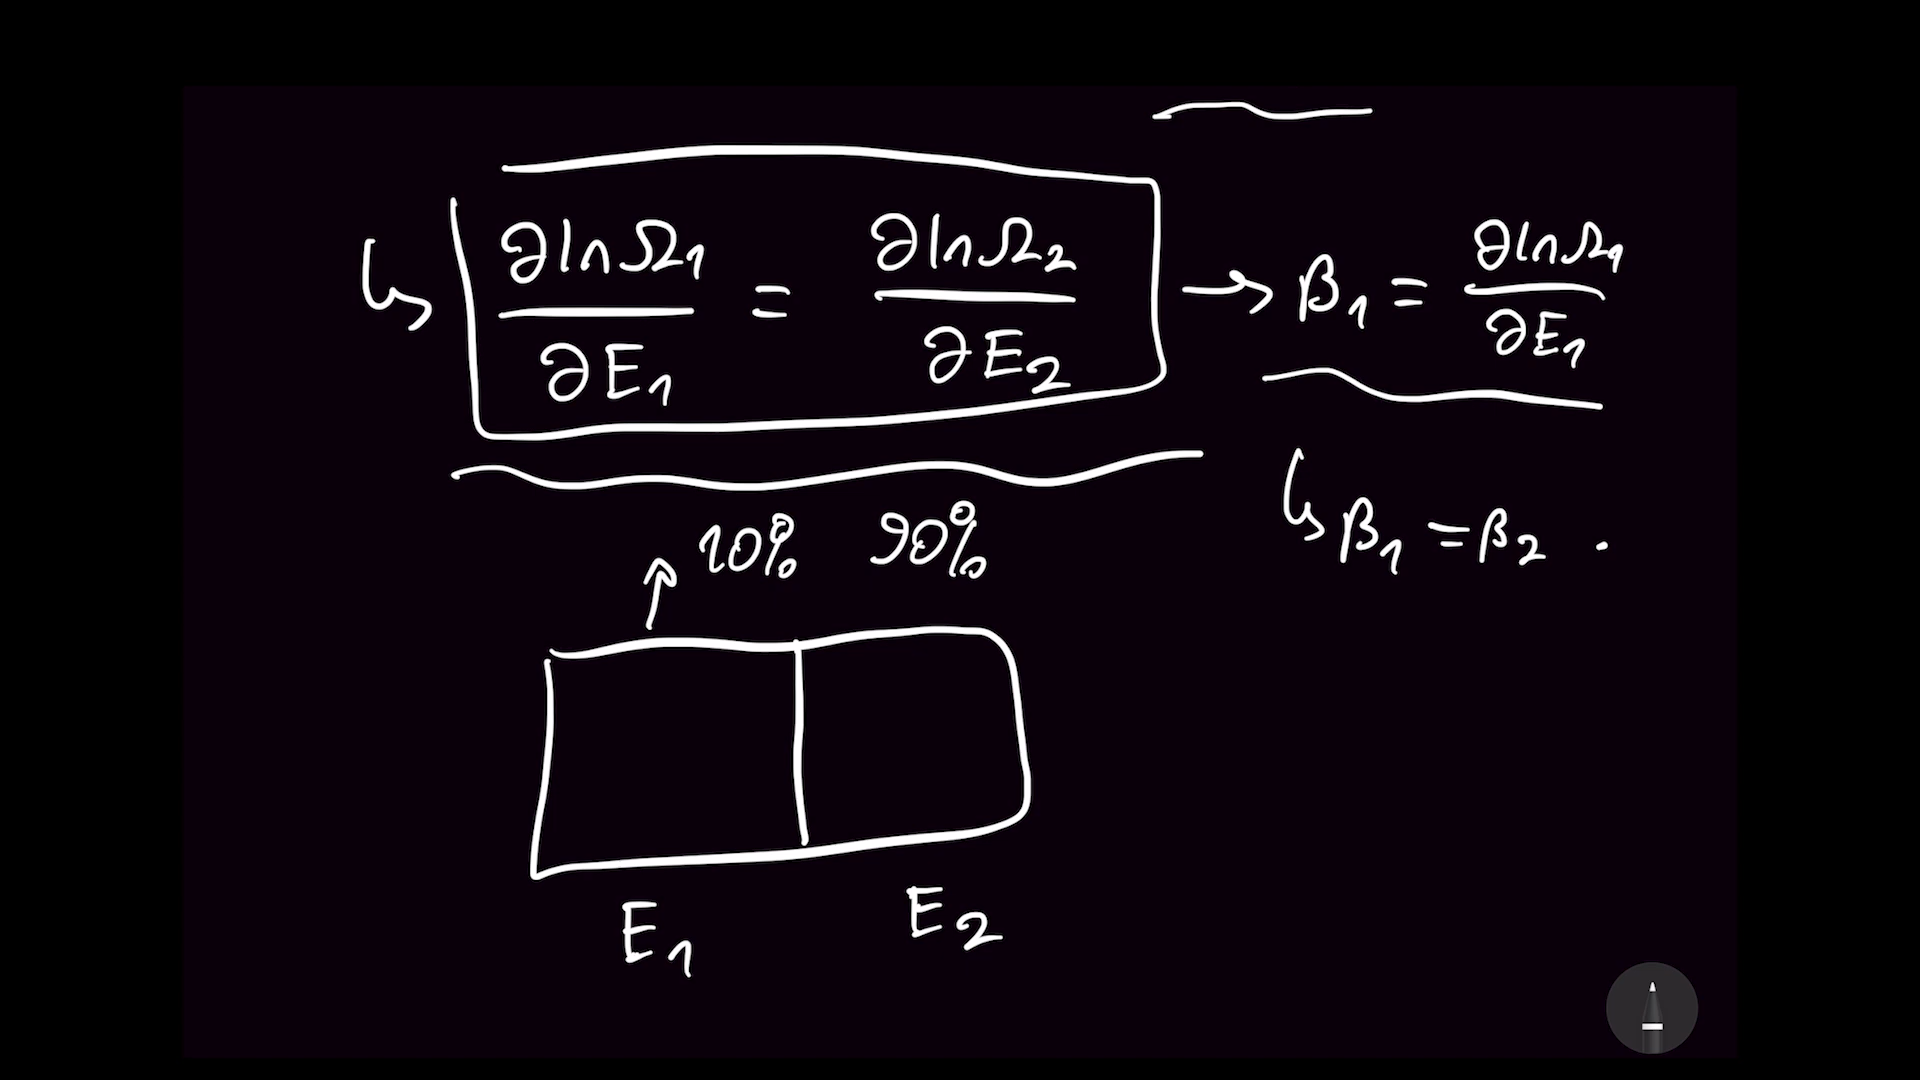 ↳ ∂lnΩ₁/∂E₁ = ∂lnΩ₂/∂E₂ → β₁ = ∂lnΩ₁/∂E₁
↳ β₁ = β₂ .
↑ 10% 90%
E₁ E₂